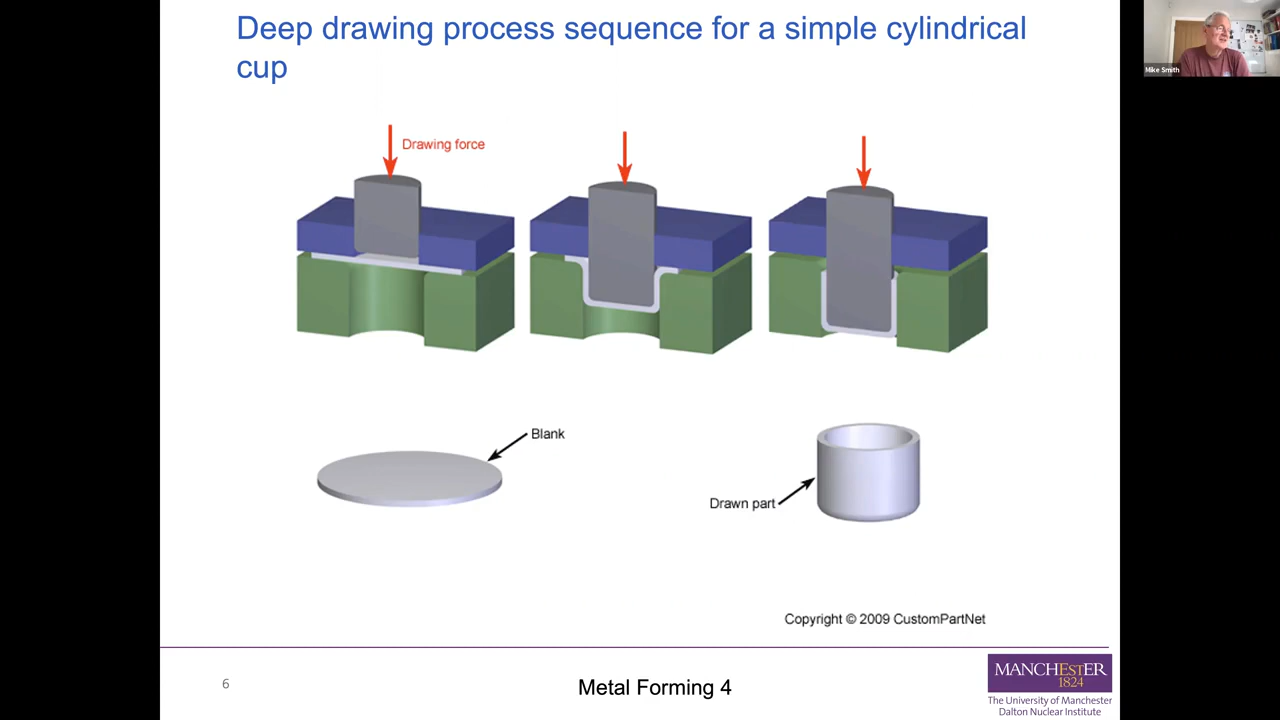 Deep drawing process sequence for a simple cylindrical
cup
Mike Smith
Drawing force
Blank
Drawn part
Copyright © 2009 CustomPartNet
6
Metal Forming 4
MANCHESTER
1824
The University of Manchester
Dalton Nuclear Institute